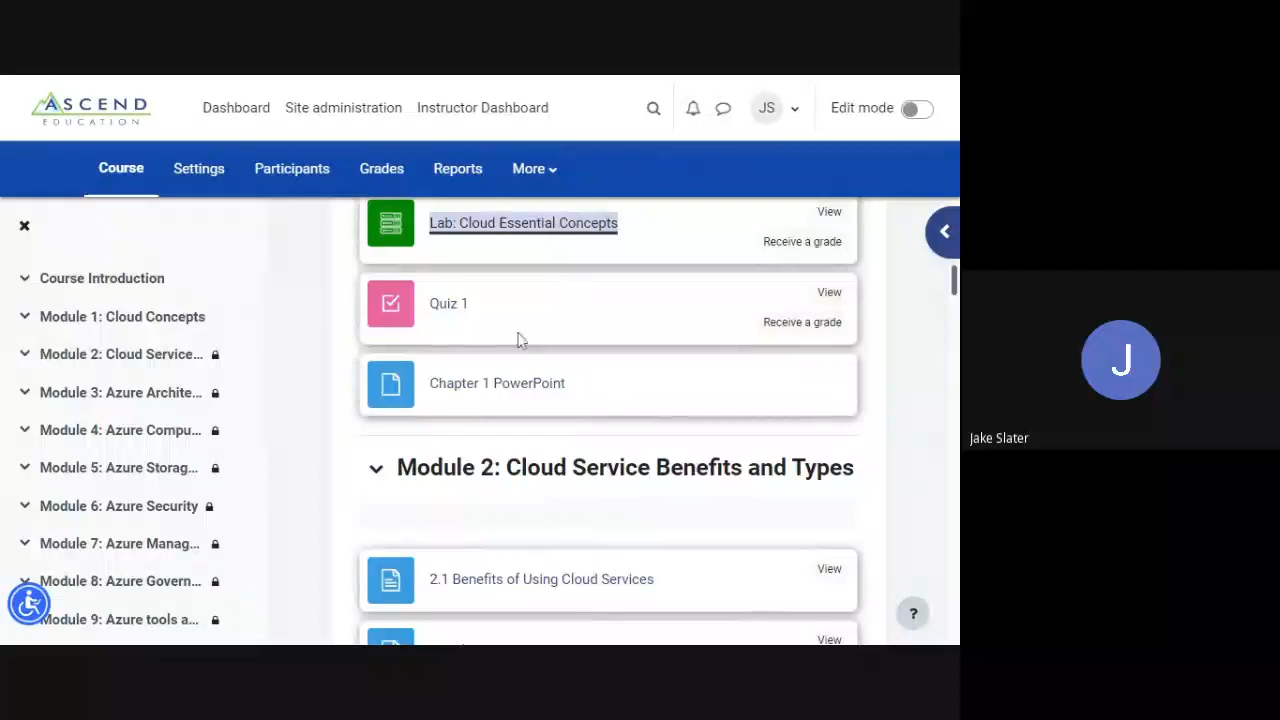 ASCEND
EDUCATION
Dashboard
Site administration
Instructor Dashboard
JS
Edit mode
Course
Settings
Participants
Grades
Reports
More
Course Introduction
Module 1: Cloud Concepts
Module 2: Cloud Service...
Module 3: Azure Archite...
Module 4: Azure Compu...
Module 5: Azure Storag...
Module 6: Azure Security
Module 7: Azure Manag...
Module 8: Azure Govern...
Module 9: Azure tools a...
Lab: Cloud Essential Concepts
View
Receive a grade
Quiz 1
View
Receive a grade
Chapter 1 PowerPoint
Module 2: Cloud Service Benefits and Types
2.1 Benefits of Using Cloud Services
View
View
?
J
Jake Slater